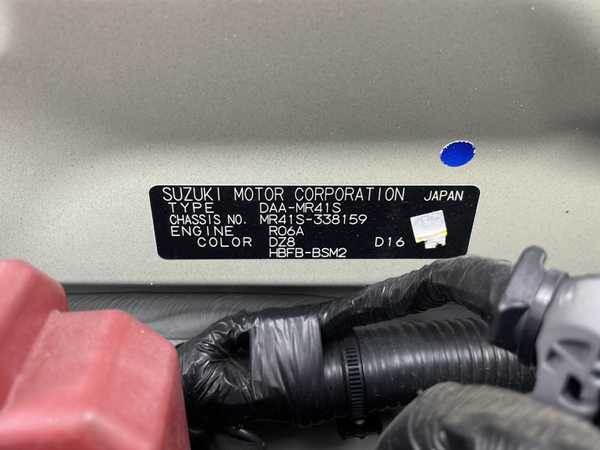 SUZUKI MOTOR CORPORATION JAPAN
TYPE DAA-MR41S
CHASSIS NO. MR41S-338159
ENGINE R06A
COLOR DZ8 D16
HBFB-BSM2